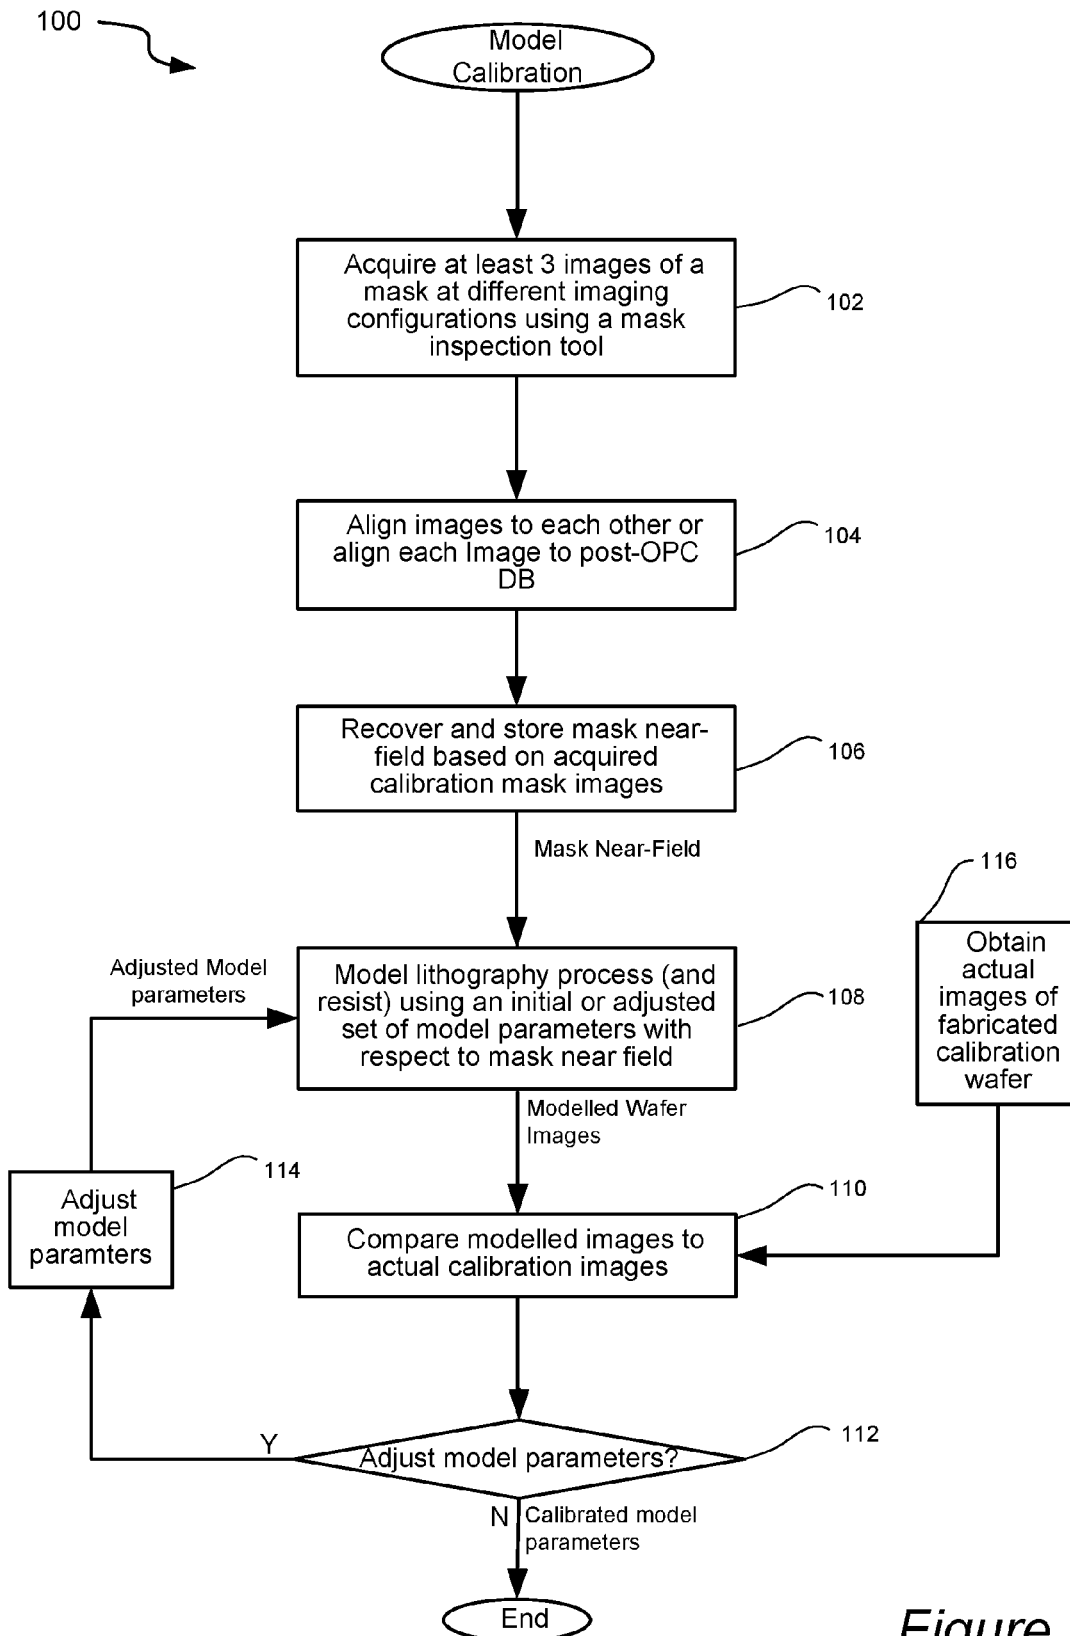 100
Model
Calibration
Acquire at least 3 images of a
mask at different imaging
configurations using a mask
inspection tool
102
Align images to each other or
align each Image to post-OPC
DB
104
Recover and store mask near-
field based on acquired
calibration mask images
106
Mask Near-Field
116
Obtain
actual
images of
fabricated
calibration
wafer
Adjusted Model
parameters
Model lithography process (and
resist) using an initial or adjusted
set of model parameters with
respect to mask near field
108
Modelled Wafer
Images
114
Adjust
model
paramters
110
Compare modelled images to
actual calibration images
Y
Adjust model parameters?
112
N
Calibrated model
parameters
End
Figure